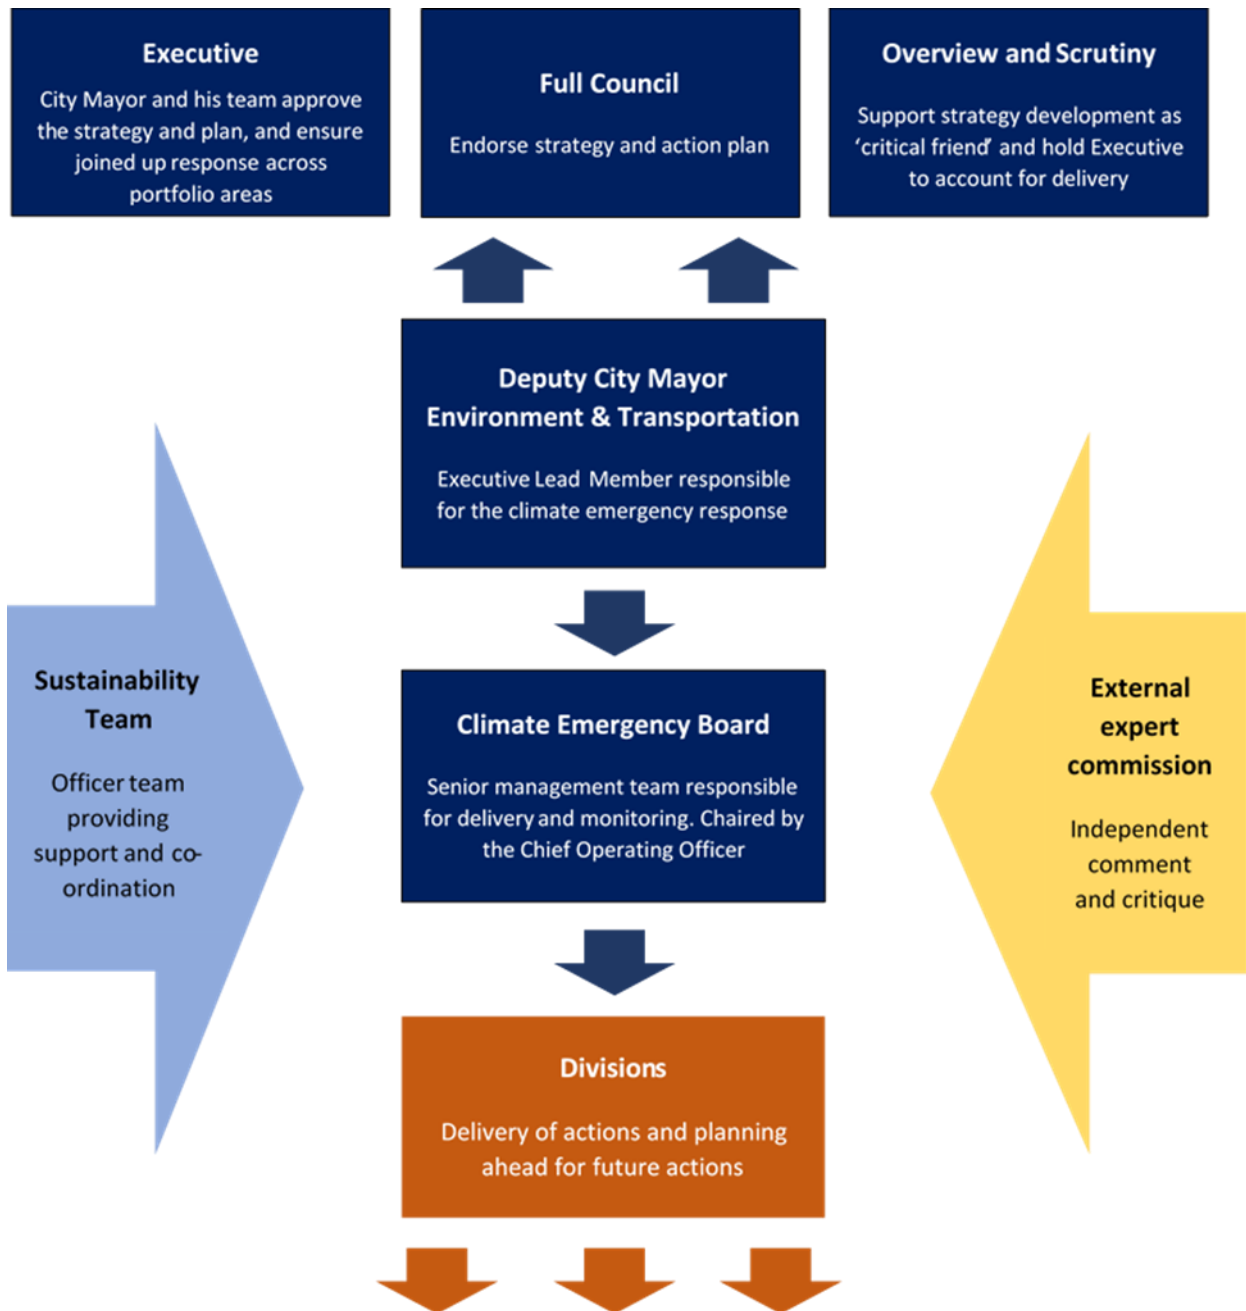 Executive
City Mayor and his team approve
the strategy and plan, and ensure
joined up response across
portfolio areas
Full Council
Endorse strategy and action plan
Overview and Scrutiny
Support strategy development as
‘critical friend’ and hold Executive
to account for delivery
Deputy City Mayor
Environment & Transportation
Executive Lead Member responsible
for the climate emergency response
Sustainability
Team
Officer team
providing
support and co-
ordination
Climate Emergency Board
Senior management team responsible
for delivery and monitoring. Chaired by
the Chief Operating Officer
External
expert
commission
Independent
comment
and critique
Divisions
Delivery of actions and planning
ahead for future actions